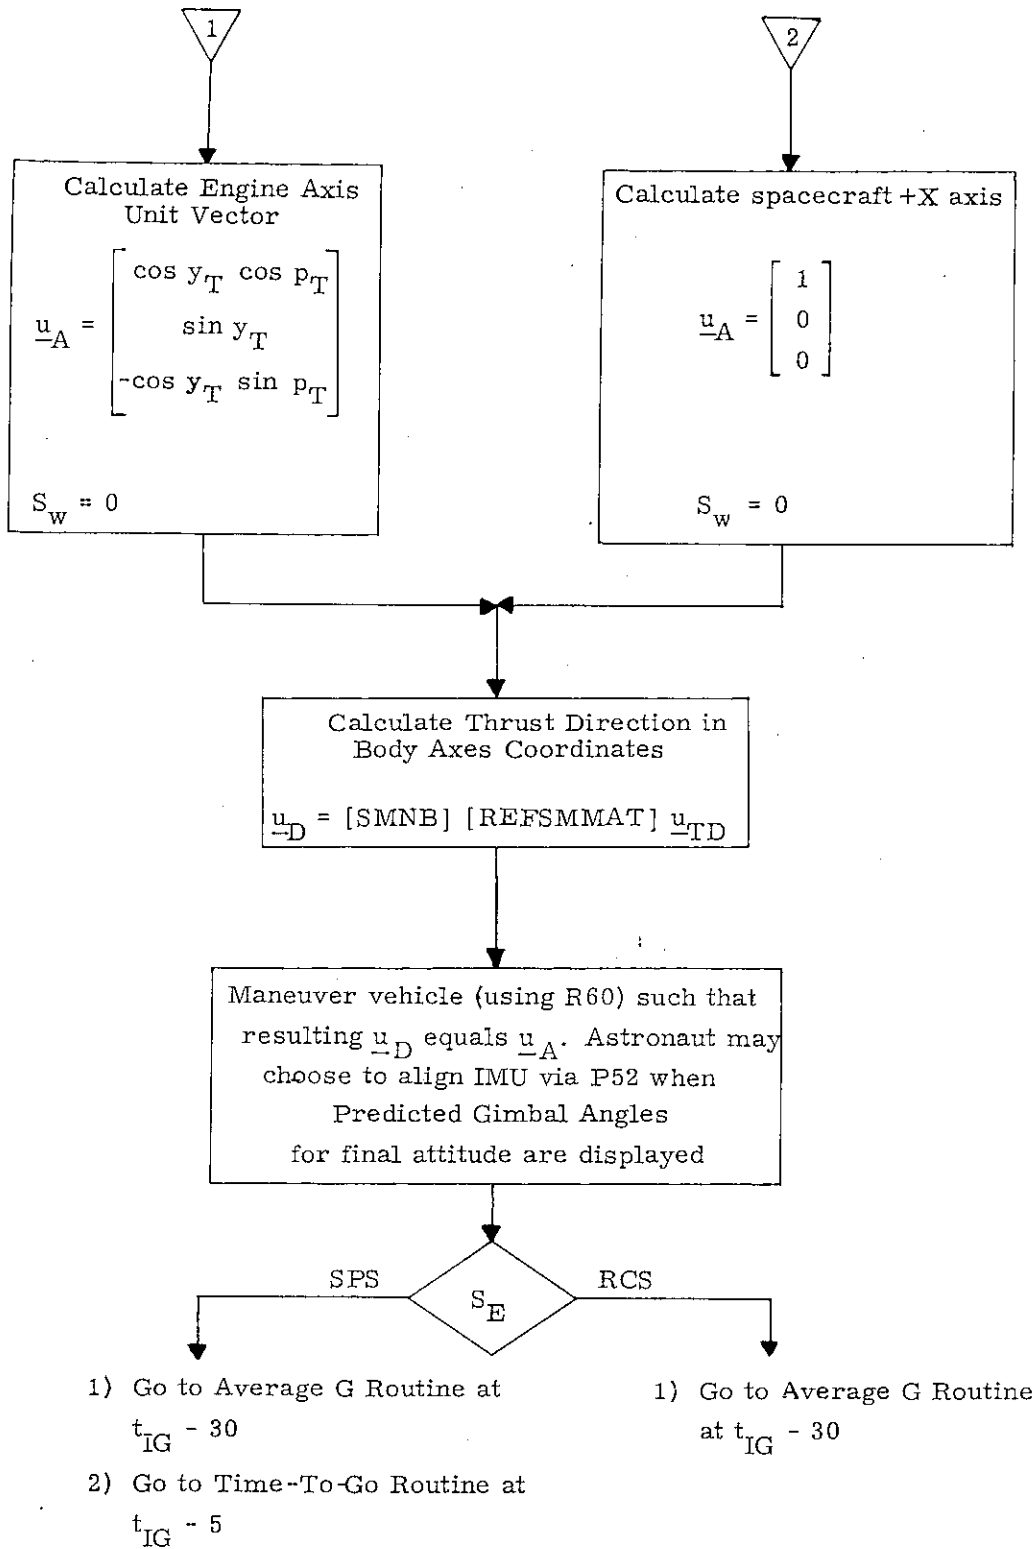 1
Calculate Engine Axis
Unit Vector
u_A = [ cos y_T cos p_T
sin y_T
-cos y_T sin p_T ]
S_w = 0
2
Calculate spacecraft +X axis
u_A = [ 1
0
0 ]
S_w = 0
Calculate Thrust Direction in
Body Axes Coordinates
u_D = [SMNB] [REFSMMAT] u_TD
Maneuver vehicle (using R60) such that
resulting u_D equals u_A. Astronaut may
choose to align IMU via P52 when
Predicted Gimbal Angles
for final attitude are displayed
S_E
SPS
RCS
1) Go to Average G Routine at
t_IG - 30
2) Go to Time-To-Go Routine at
t_IG - 5
1) Go to Average G Routine
at t_IG - 30